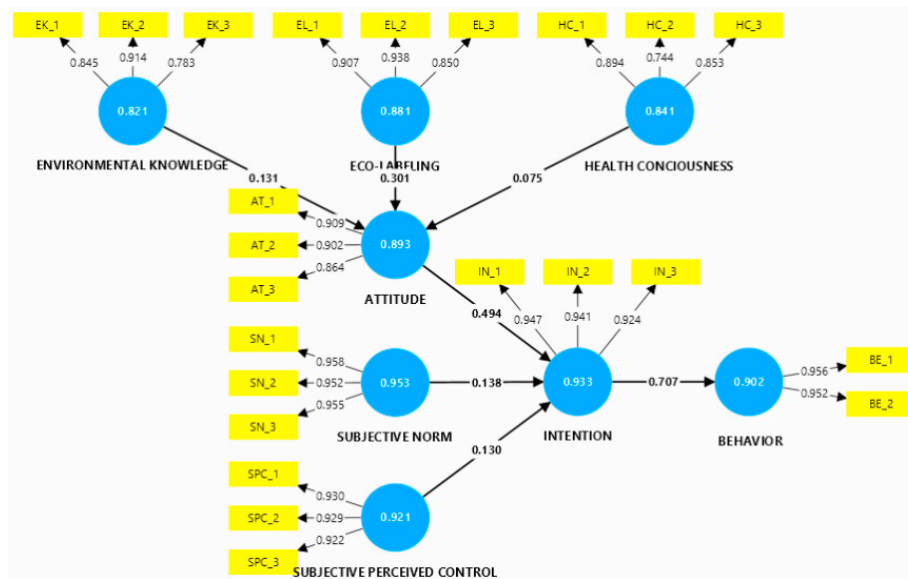 EK_1
EK_2
EK_3
EL_1
EL_2
EL_3
HC_1
HC_2
HC_3
0.845
0.914
0.783
0.907
0.938
0.850
0.894
0.744
0.853
0.821
0.881
0.841
ENVIRONMENTAL KNOWLEDGE
ECO-LABELING
HEALTH CONCIOUSNESS
0.131
0.301
0.075
AT_1
AT_2
AT_3
0.909
0.902
0.864
0.893
ATTITUDE
IN_1
IN_2
IN_3
0.947
0.941
0.924
0.494
SN_1
SN_2
SN_3
0.958
0.952
0.955
0.953
SUBJECTIVE NORM
0.138
0.933
INTENTION
0.707
0.902
BEHAVIOR
0.956
0.952
BE_1
BE_2
0.130
SPC_1
SPC_2
SPC_3
0.930
0.929
0.922
0.921
SUBJECTIVE PERCEIVED CONTROL